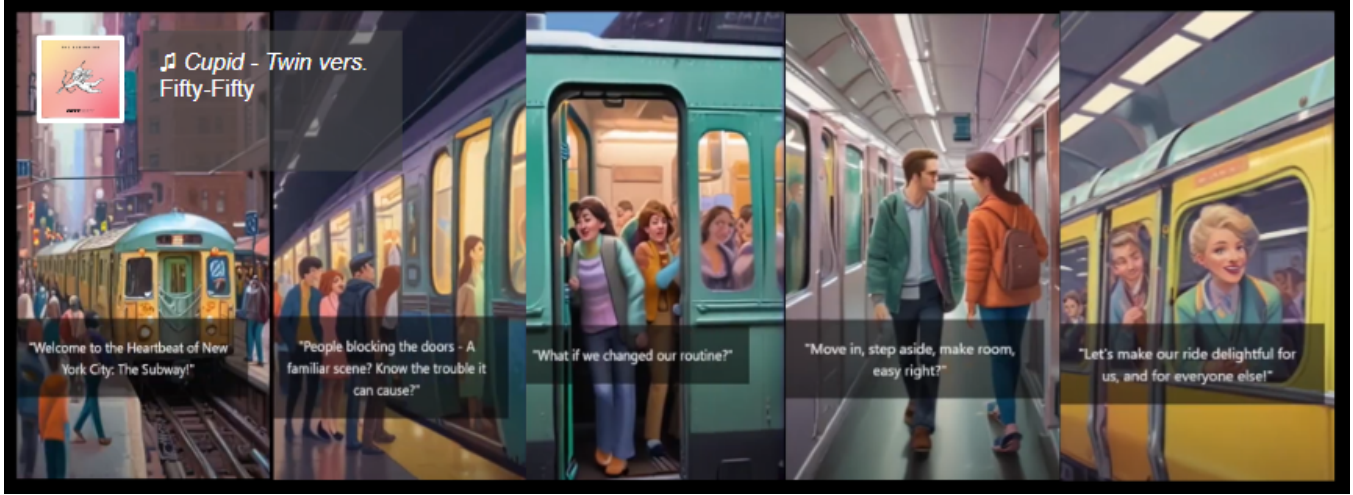 ♫ Cupid - Twin vers.
Fifty-Fifty
"Welcome to the Heartbeat of New
York City: The Subway!"
"People blocking the doors - A
familiar scene? Know the trouble it
can cause?"
"What if we changed our routine?"
"Move in, step aside, make room,
easy right?"
"Let's make our ride delightful for
us, and for everyone else!"